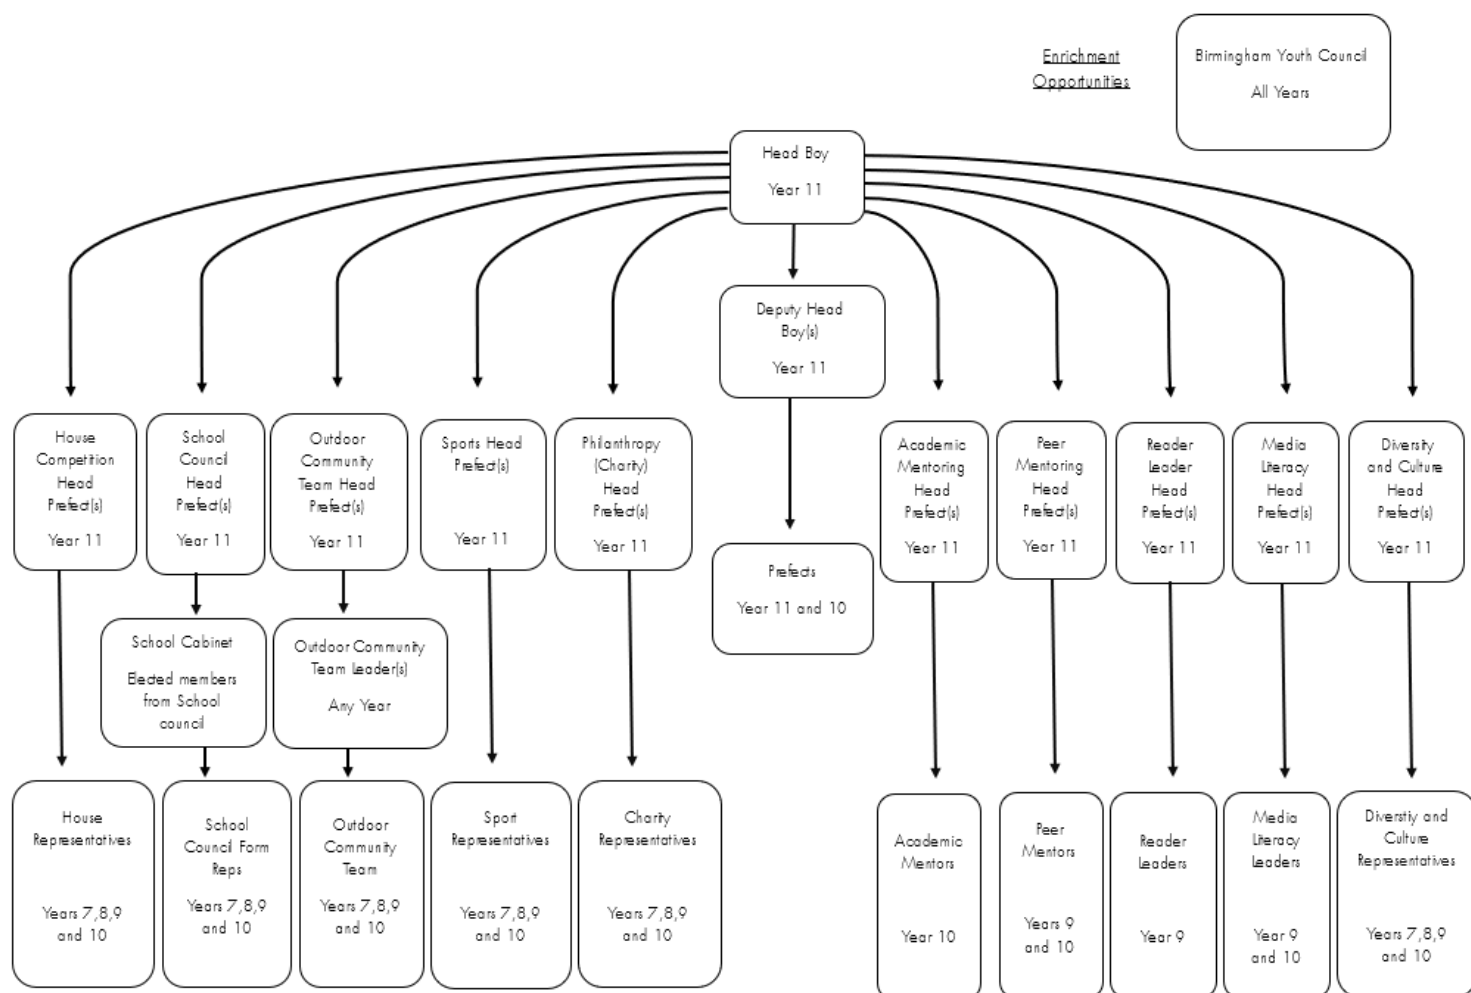 Enrichment
Opportunities
Birmingham Youth Council
All Years
Head Boy
Year 11
Deputy Head
Boy(s)
Year 11
House
Competition
Head
Prefect(s)
Year 11
School
Council
Head
Prefect(s)
Year 11
Outdoor
Community
Team Head
Prefect(s)
Year 11
Sports Head
Prefect(s)
Year 11
Philanthropy
(Charity)
Head
Prefect(s)
Year 11
Academic
Mentoring
Head
Prefect(s)
Year 11
Peer
Mentoring
Head
Prefect(s)
Year 11
Reader
Leader
Head
Prefect(s)
Year 11
Media
Literacy
Head
Prefect(s)
Year 11
Diversity
and Culture
Head
Prefect(s)
Year 11
Prefects
Year 11 and 10
School Cabinet
Elected members
from School
council
Outdoor Community
Team Leader(s)
Any Year
House
Representatives
Years 7,8,9
and 10
School
Council Form
Reps
Years 7,8,9
and 10
Outdoor
Community
Team
Years 7,8,9
and 10
Sport
Representatives
Years 7,8,9
and 10
Charity
Representatives
Years 7,8,9
and 10
Academic
Mentors
Year 10
Peer
Mentors
Years 9
and 10
Reader
Leaders
Year 9
Media
Literacy
Leaders
Year 9
and 10
Diverstiy and
Culture
Representatives
Years 7,8,9
and 10